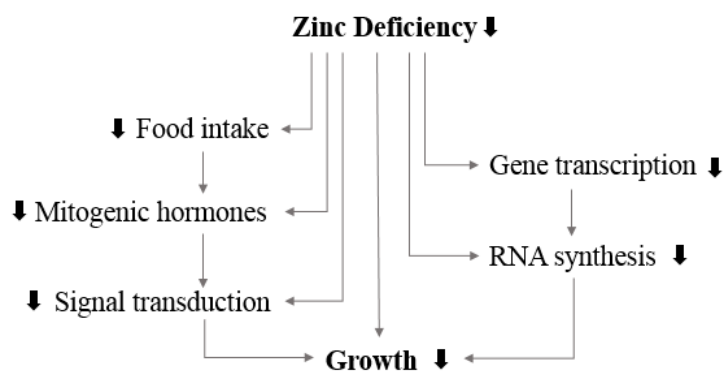 Zinc Deficiency
Food intake
Gene transcription
Mitogenic hormones
RNA synthesis
Signal transduction
Growth